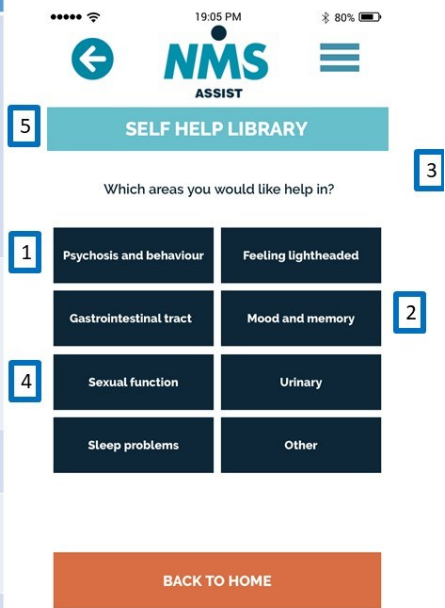 19:05 PM 80%
NMS
ASSIST
5 SELF HELP LIBRARY
3
Which areas you would like help in?
1 Psychosis and behaviour Feeling lightheaded
Gastrointestinal tract Mood and memory 2
4 Sexual function Urinary
Sleep problems Other
BACK TO HOME